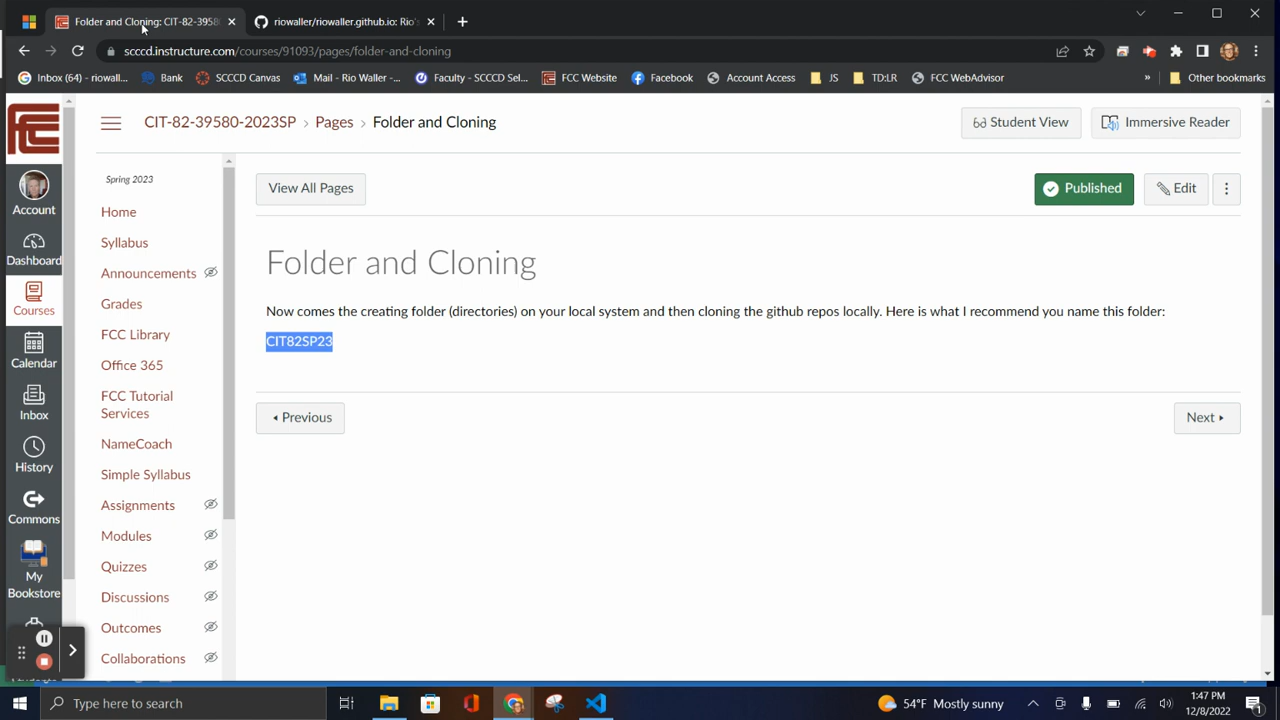 Folder and Cloning: CIT-82-3958
riowaller/riowaller.github.io: Rio's
scccd.instructure.com/courses/91093/pages/folder-and-cloning
Inbox (64) - riowall...
Bank
SCCCD Canvas
Mail - Rio Waller -...
Faculty - SCCCD Sel...
FCC Website
Facebook
Account Access
JS
TD:LR
FCC WebAdvisor
»
Other bookmarks
FCC
Account
Dashboard
Courses
Calendar
Inbox
History
Commons
My
Bookstore
CIT-82-39580-2023SP › Pages › Folder and Cloning
Student View
Immersive Reader
Spring 2023
Home
Syllabus
Announcements
Grades
FCC Library
Office 365
FCC Tutorial
Services
NameCoach
Simple Syllabus
Assignments
Modules
Quizzes
Discussions
Outcomes
Collaborations
View All Pages
Published
Edit
Folder and Cloning
Now comes the creating folder (directories) on your local system and then cloning the github repos locally. Here is what I recommend you name this folder:
CIT82SP23
Previous
Next
Type here to search
54°F Mostly sunny
1:47 PM
12/8/2022
1